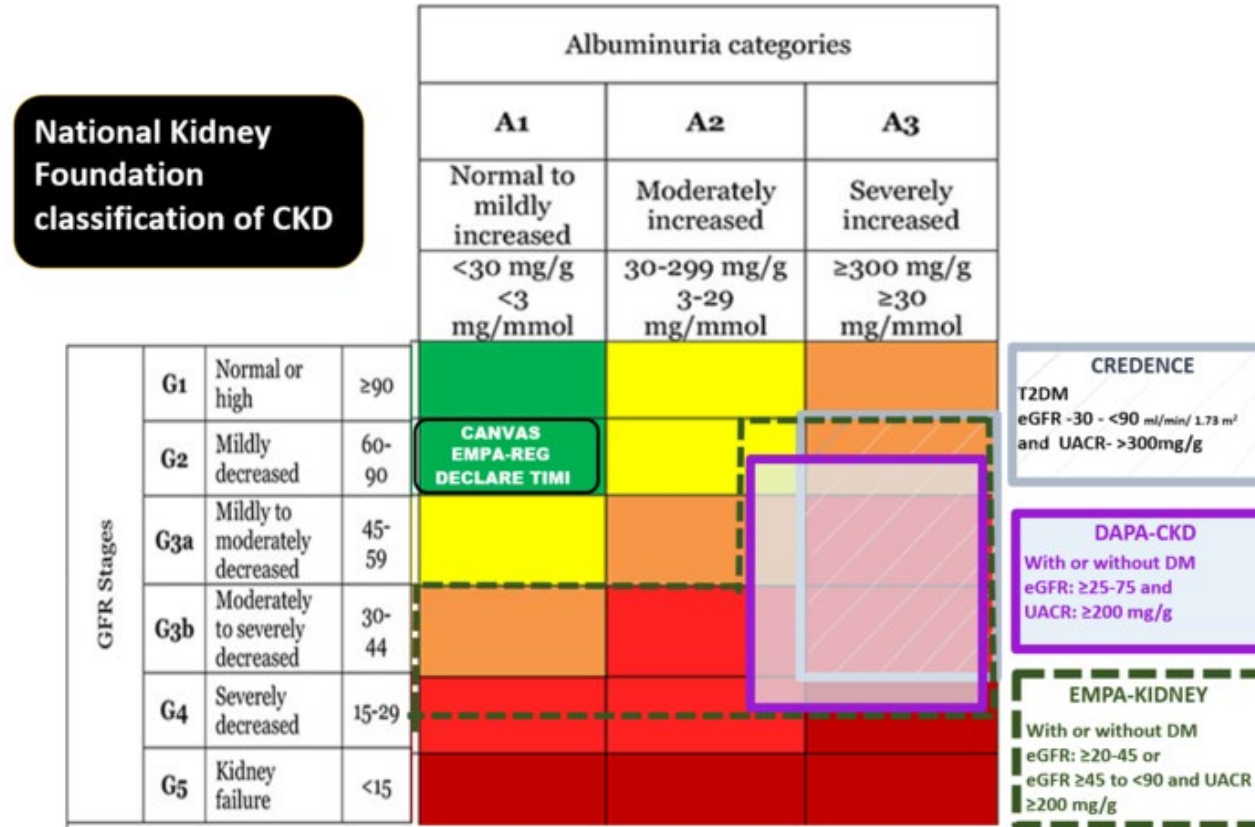 National Kidney
Foundation
classification of CKD
Albuminuria categories
A1
A2
A3
Normal to
mildly
increased
Moderately
increased
Severely
increased
<30 mg/g
<3
mg/mmol
30-299 mg/g
3-29
mg/mmol
≥300 mg/g
≥30
mg/mmol
GFR Stages
G1
Normal or
high
≥90
G2
Mildly
decreased
60-
90
CANVAS
EMPA-REG
DECLARE TIMI
G3a
Mildly to
moderately
decreased
45-
59
G3b
Moderately
to severely
decreased
30-
44
G4
Severely
decreased
15-29
G5
Kidney
failure
<15
CREDENCE
T2DM
eGFR -30 - <90 ml/min/ 1.73 m²
and UACR- >300mg/g
DAPA-CKD
With or without DM
eGFR: ≥25-75 and
UACR: ≥200 mg/g
EMPA-KIDNEY
With or without DM
eGFR: ≥20-45 or
eGFR ≥45 to <90 and UACR
≥200 mg/g